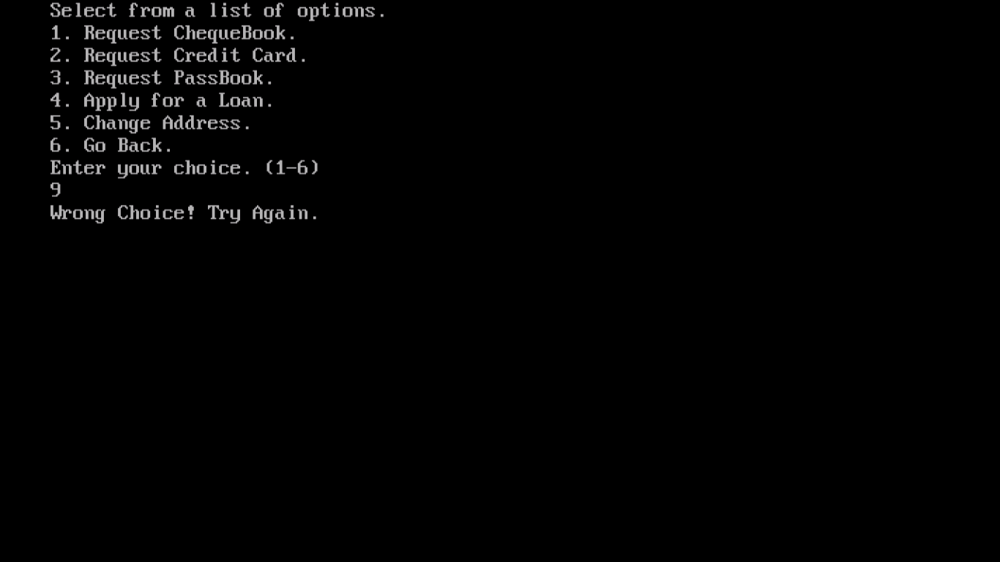 Select from a list of options.
1. Request ChequeBook.
2. Request Credit Card.
3. Request PassBook.
4. Apply for a Loan.
5. Change Address.
6. Go Back.
Enter your choice. (1-6)
9
Wrong Choice! Try Again.